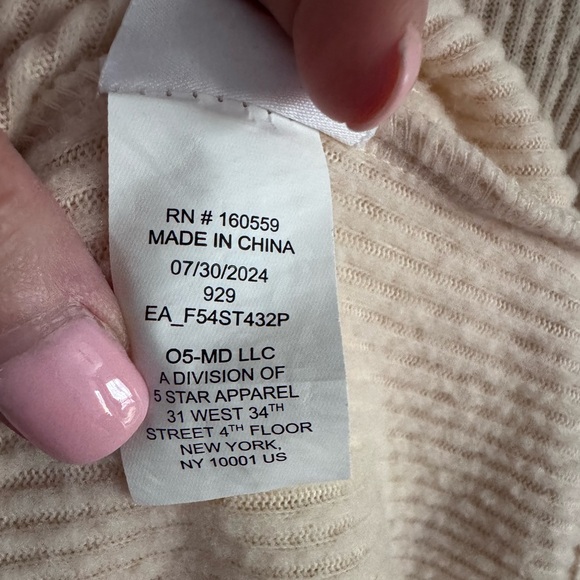 RN # 160559
MADE IN CHINA
07/30/2024
929
EA_F54ST432P
O5-MD LLC
A DIVISION OF
5 STAR APPAREL
31 WEST 34TH
STREET 4TH FLOOR
NEW YORK,
NY 10001 US